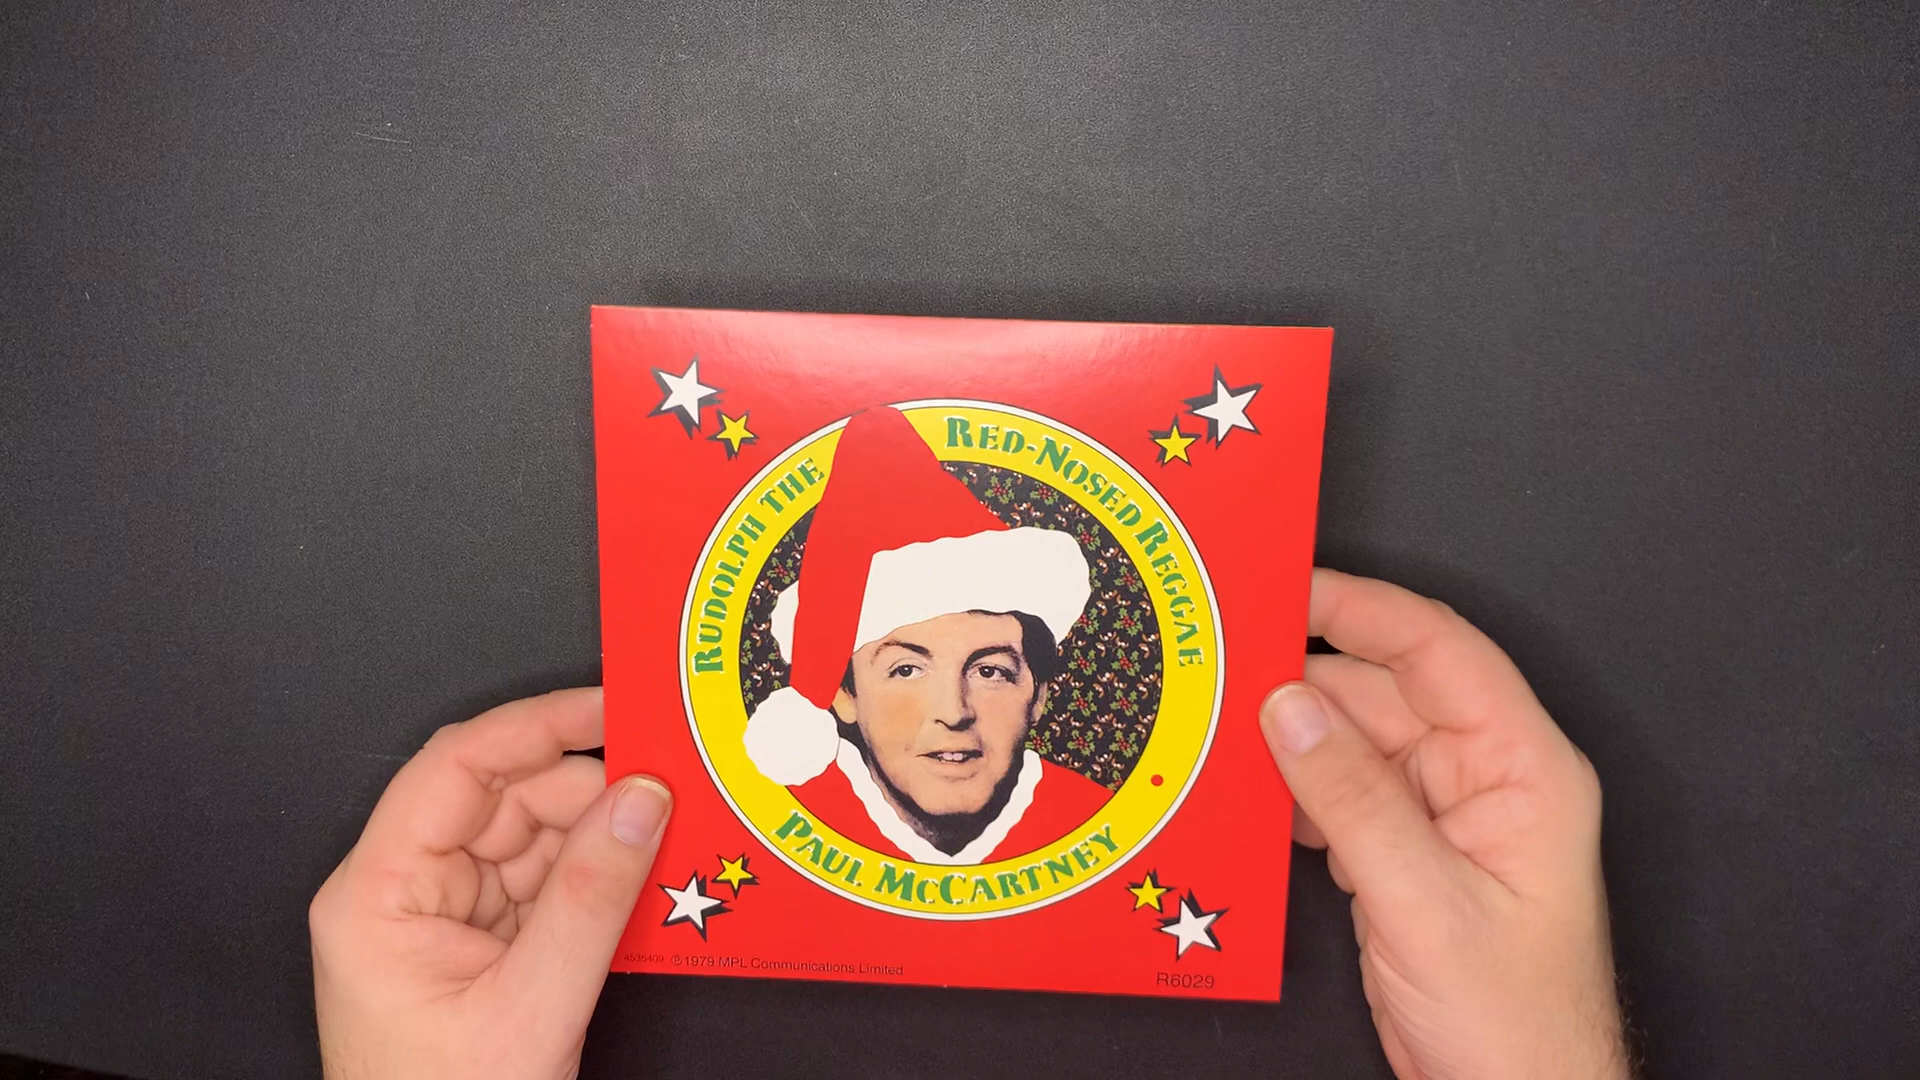 RUDOLPH THE RED-NOSED REGGAE
PAUL McCARTNEY
4535409 ℗1979 MPL Communications Limited
R6029